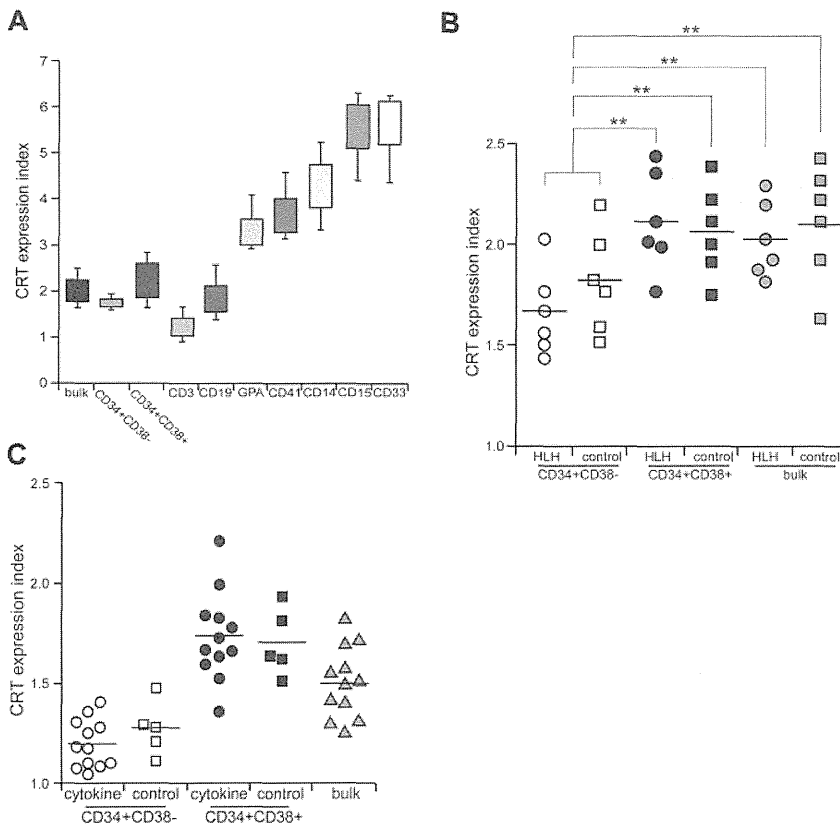 A
CRT expression index
7
6
5
4
3
2
1
0
bulk
CD34+CD38-
CD34+CD38+
CD3
CD19
GPA
CD41
CD14
CD15
CD33
B
**
**
**
**
CRT expression index
2.5
2.0
1.5
1.0
HLH control HLH control HLH control
CD34+CD38- CD34+CD38+ bulk
C
CRT expression index
2.5
2.0
1.5
1.0
cytokine control cytokine control bulk
CD34+CD38- CD34+CD38+